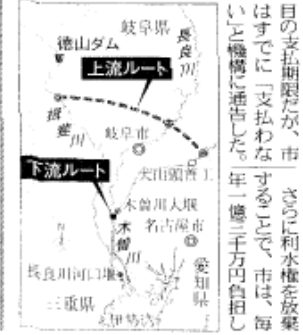 目の支払期限だが、市
はすでに「支払わな
い」と機構に通告した。
さらに利水権を放棄
することで、市は、毎
年一億三千万円負担し
岐阜県
徳山ダム
長良川
上流ルート
揖斐川
岐阜市
犬山頭首工
下流ルート
木曽川大堰
名古屋市
木曽川
愛知県
長良川河口堰
三重県
伊勢湾